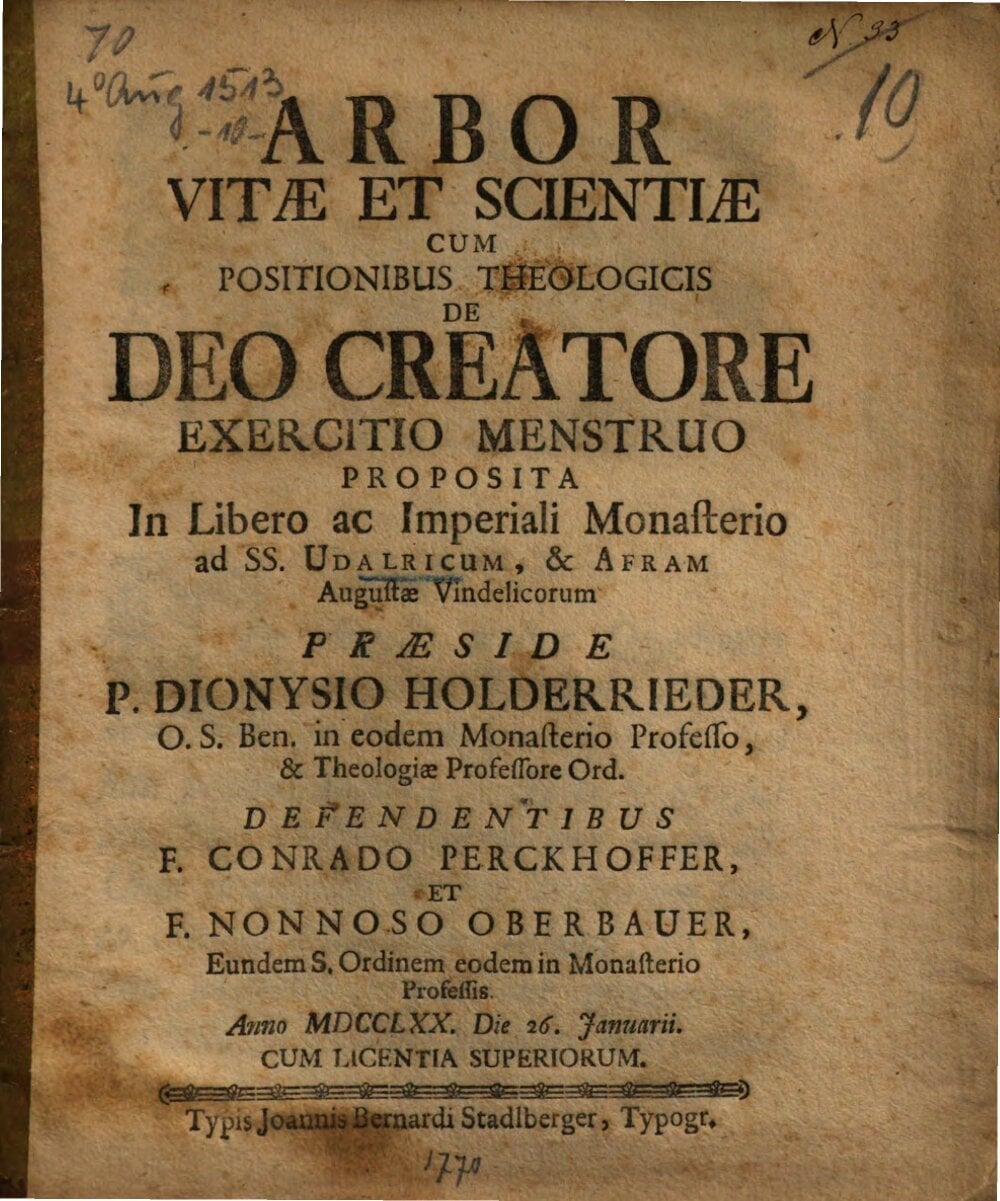 70
N 33
4° Aug 1513
-10-
10
ARBOR
VITÆ ET SCIENTIÆ
CUM
POSITIONIBUS THEOLOGICIS
DE
DEO CREATORE
EXERCITIO MENSTRUO
PROPOSITA
In Libero ac Imperiali Monaſterio
ad SS. UDALRICUM, & AFRAM
Auguſtæ Vindelicorum
PRÆSIDE
P. DIONYSIO HOLDERRIEDER,
O. S. Ben. in eodem Monaſterio Profeſſo,
& Theologiæ Profeſſore Ord.
DEFENDENTIBUS
F. CONRADO PERCKHOFFER,
ET
F. NONNOSO OBERBAUER,
Eundem S. Ordinem eodem in Monaſterio
Profeſſis.
Anno MDCCLXX. Die 26. Januarii.
CUM LICENTIA SUPERIORUM.
Typis Joannis Bernardi Stadlberger, Typogr.
1770